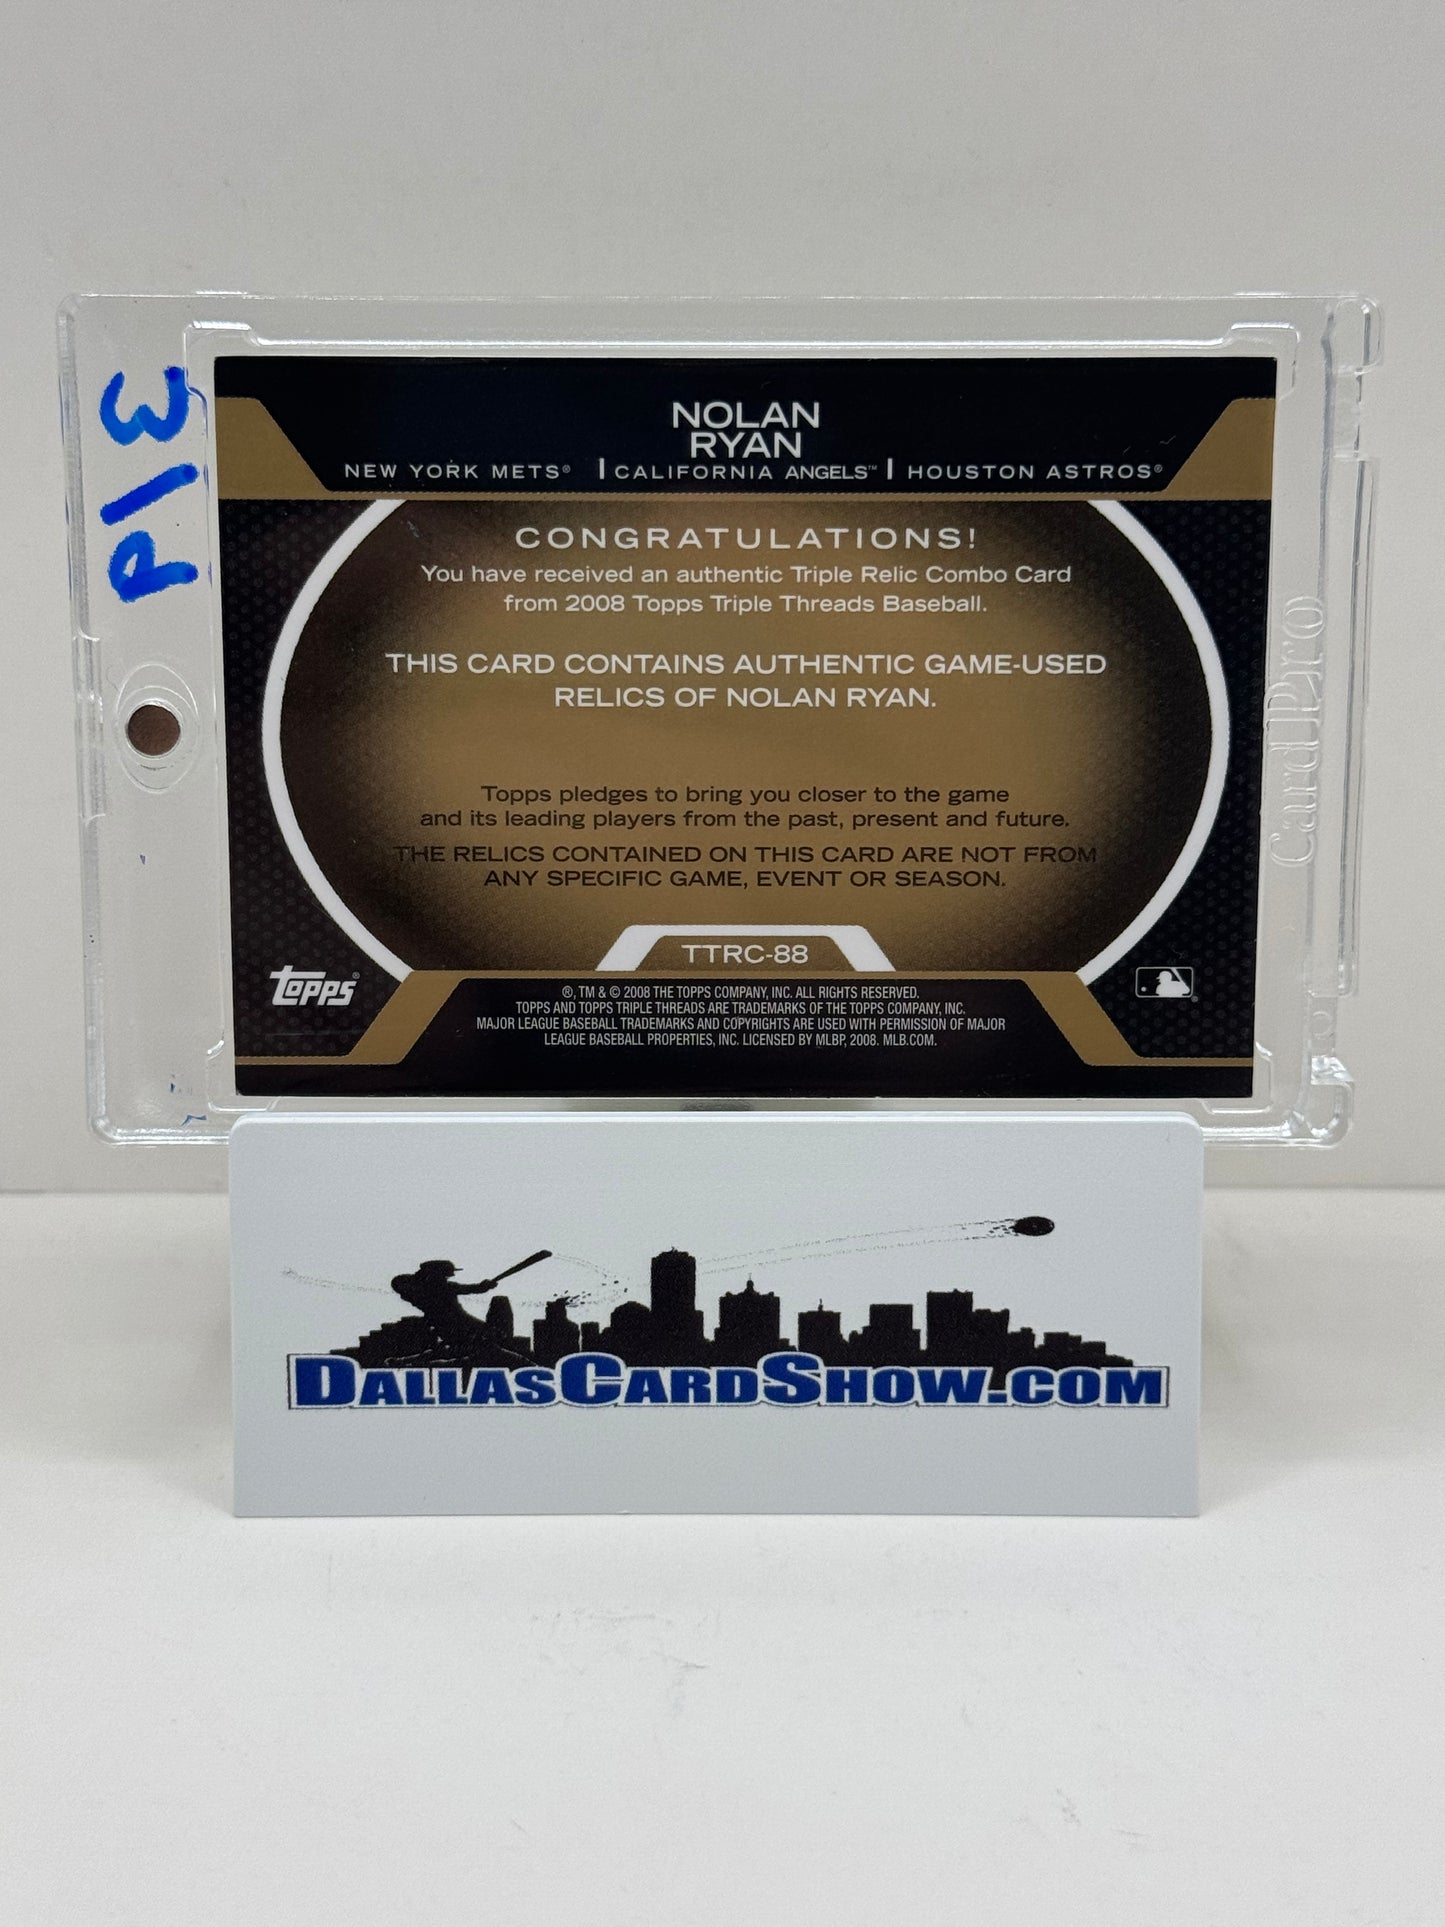 P13
NOLAN
RYAN
NEW YORK METS® | CALIFORNIA ANGELS™ | HOUSTON ASTROS®
CONGRATULATIONS!
You have received an authentic Triple Relic Combo Card
from 2008 Topps Triple Threads Baseball.
THIS CARD CONTAINS AUTHENTIC GAME-USED
RELICS OF NOLAN RYAN.
Topps pledges to bring you closer to the game
and its leading players from the past, present and future.
THE RELICS CONTAINED ON THIS CARD ARE NOT FROM
ANY SPECIFIC GAME, EVENT OR SEASON.
TTRC-88
Topps®
®, TM & © 2008 THE TOPPS COMPANY, INC. ALL RIGHTS RESERVED.
TOPPS AND TOPPS TRIPLE THREADS ARE TRADEMARKS OF THE TOPPS COMPANY, INC.
MAJOR LEAGUE BASEBALL TRADEMARKS AND COPYRIGHTS ARE USED WITH PERMISSION OF MAJOR
LEAGUE BASEBALL PROPERTIES, INC. LICENSED BY MLBP, 2008. MLB.COM.
CardPro
DALLASCARDSHOW.COM